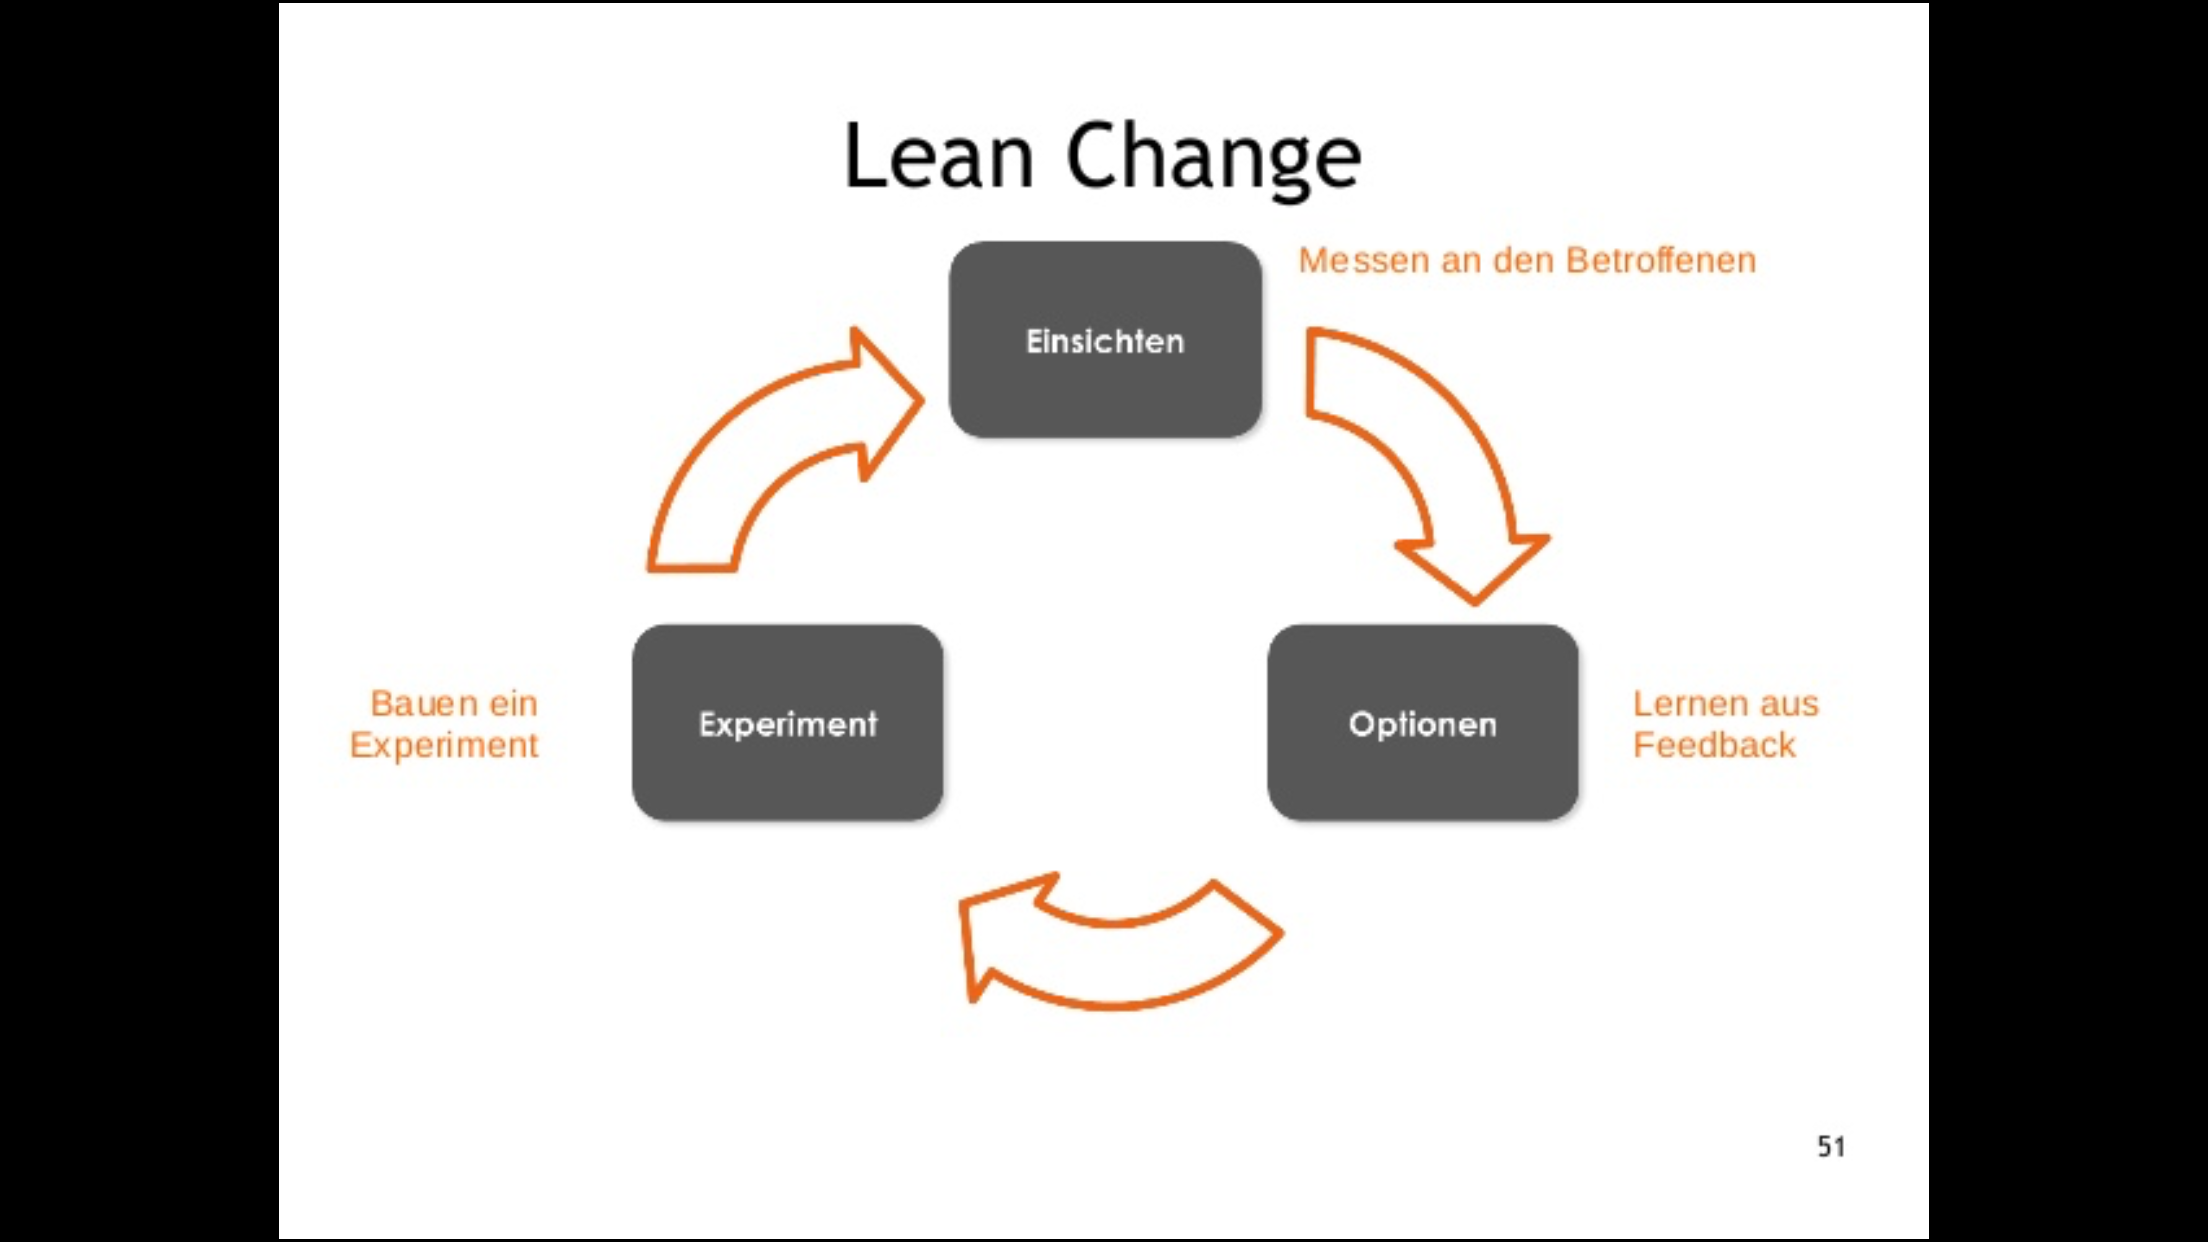 Lean Change
Einsichten
Messen an den Betroffenen
Bauen ein
Experiment
Experiment
Optionen
Lernen aus
Feedback
51